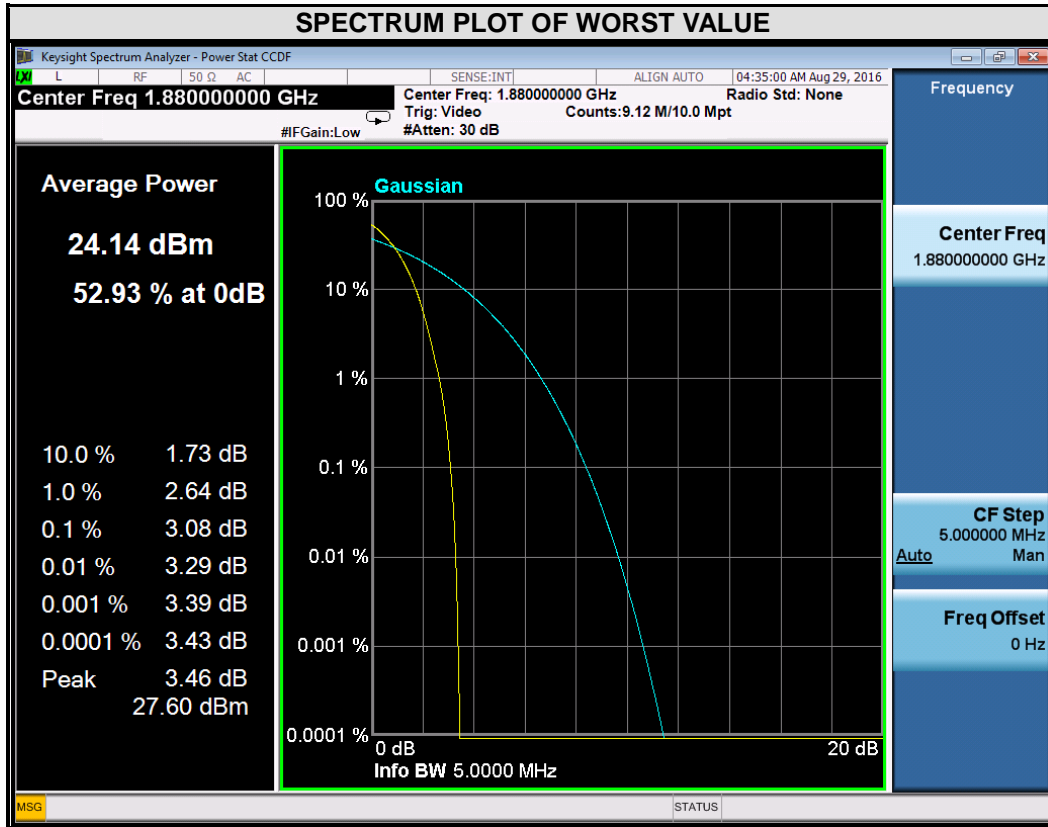 SPECTRUM PLOT OF WORST VALUE
Keysight Spectrum Analyzer - Power Stat CCDF
LXI L RF 50 Ω AC SENSE:INT ALIGN AUTO 04:35:00 AM Aug 29, 2016
Center Freq 1.880000000 GHz
Center Freq: 1.880000000 GHz Radio Std: None
Trig: Video Counts:9.12 M/10.0 Mpt
#IFGain:Low #Atten: 30 dB
Average Power
24.14 dBm
52.93 % at 0dB
10.0 % 1.73 dB
1.0 % 2.64 dB
0.1 % 3.08 dB
0.01 % 3.29 dB
0.001 % 3.39 dB
0.0001 % 3.43 dB
Peak 3.46 dB
27.60 dBm
Gaussian
100 %
10 %
1 %
0.1 %
0.01 %
0.001 %
0.0001 %
0 dB 20 dB
Info BW 5.0000 MHz
Frequency
Center Freq
1.880000000 GHz
CF Step
5.000000 MHz
Auto Man
Freq Offset
0 Hz
MSG STATUS